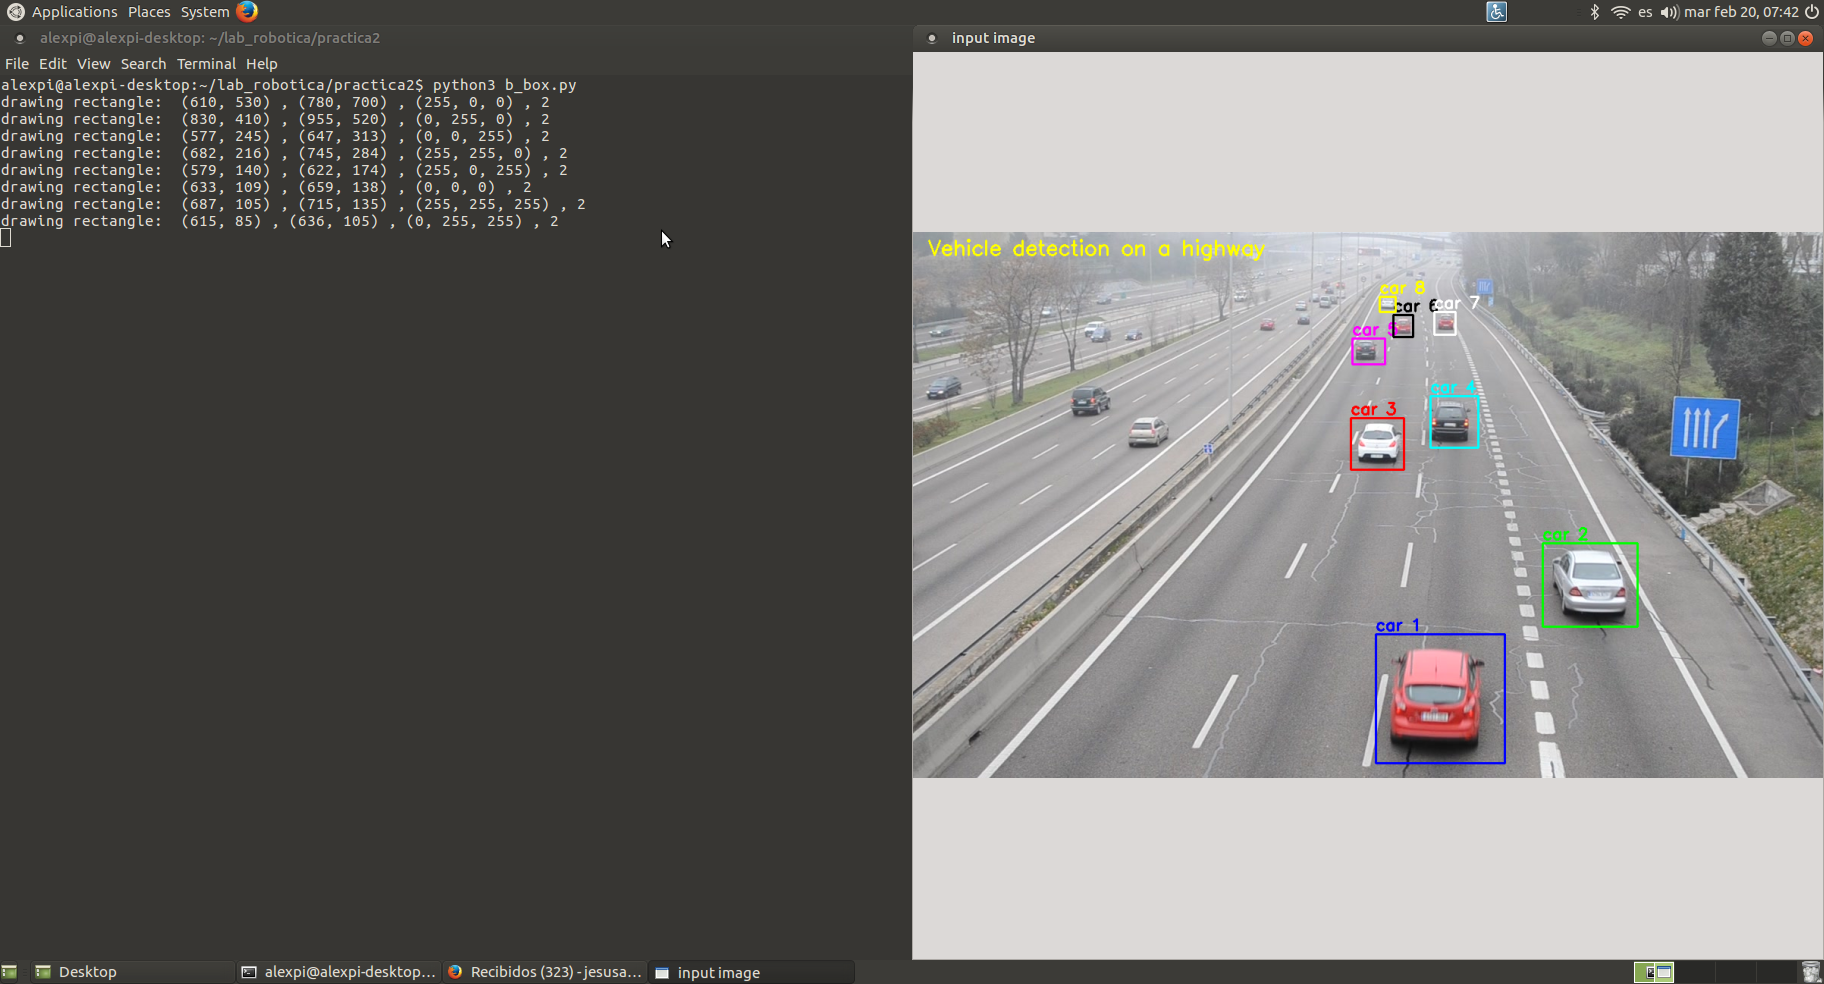 Applications Places System
es mar feb 20, 07:42
alexpi@alexpi-desktop: ~/lab_robotica/practica2
File Edit View Search Terminal Help
alexpi@alexpi-desktop:~/lab_robotica/practica2$ python3 b_box.py
drawing rectangle:  (610, 530) , (780, 700) , (255, 0, 0) , 2
drawing rectangle:  (830, 410) , (955, 520) , (0, 255, 0) , 2
drawing rectangle:  (577, 245) , (647, 313) , (0, 0, 255) , 2
drawing rectangle:  (682, 216) , (745, 284) , (255, 255, 0) , 2
drawing rectangle:  (579, 140) , (622, 174) , (255, 0, 255) , 2
drawing rectangle:  (633, 109) , (659, 138) , (0, 0, 0) , 2
drawing rectangle:  (687, 105) , (715, 135) , (255, 255, 255) , 2
drawing rectangle:  (615, 85) , (636, 105) , (0, 255, 255) , 2
input image
Vehicle detection on a highway
car 8
car 6
car 7
car 5
car 4
car 3
car 2
car 1
Desktop
alexpi@alexpi-desktop...
Recibidos (323) - jesusa...
input image